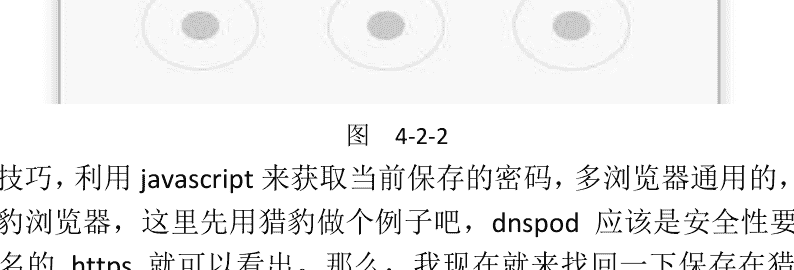 图 4-2-2
技巧，利用 javascript 来获取当前保存的密码，多浏览器通用的，
豹浏览器，这里先用猎豹做个例子吧，dnspod 应该是安全性要
名的 https 就可以看出。那么，我现在就来找回一下保存在猎